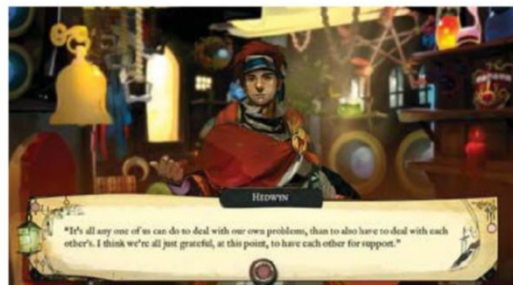 HEDWYN
"It's all any one of us can do to deal with our own problems, than to also have to deal with each
other's. I think we're all just grateful, at this point, to have each other for support."